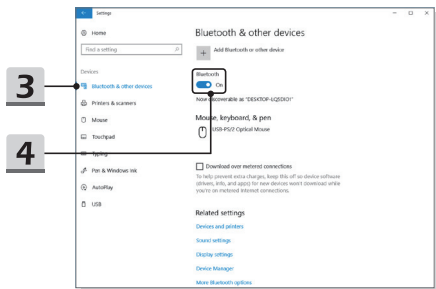 Settings
Home
Find a setting
Devices
Bluetooth & other devices
Printers & scanners
Mouse
Touchpad
Typing
Pen & Windows Ink
AutoPlay
USB
3
4
Bluetooth & other devices
Add Bluetooth or other device
Bluetooth
On
Now discoverable as "DESKTOP-LQ5DIO1"
Mouse, keyboard, & pen
USB-PS/2 Optical Mouse
Download over metered connections
To help prevent extra charges, keep this off so device software
(drivers, info, and apps) for new devices won't download while
you're on metered Internet connections.
Related settings
Devices and printers
Sound settings
Display settings
Device Manager
More Bluetooth options